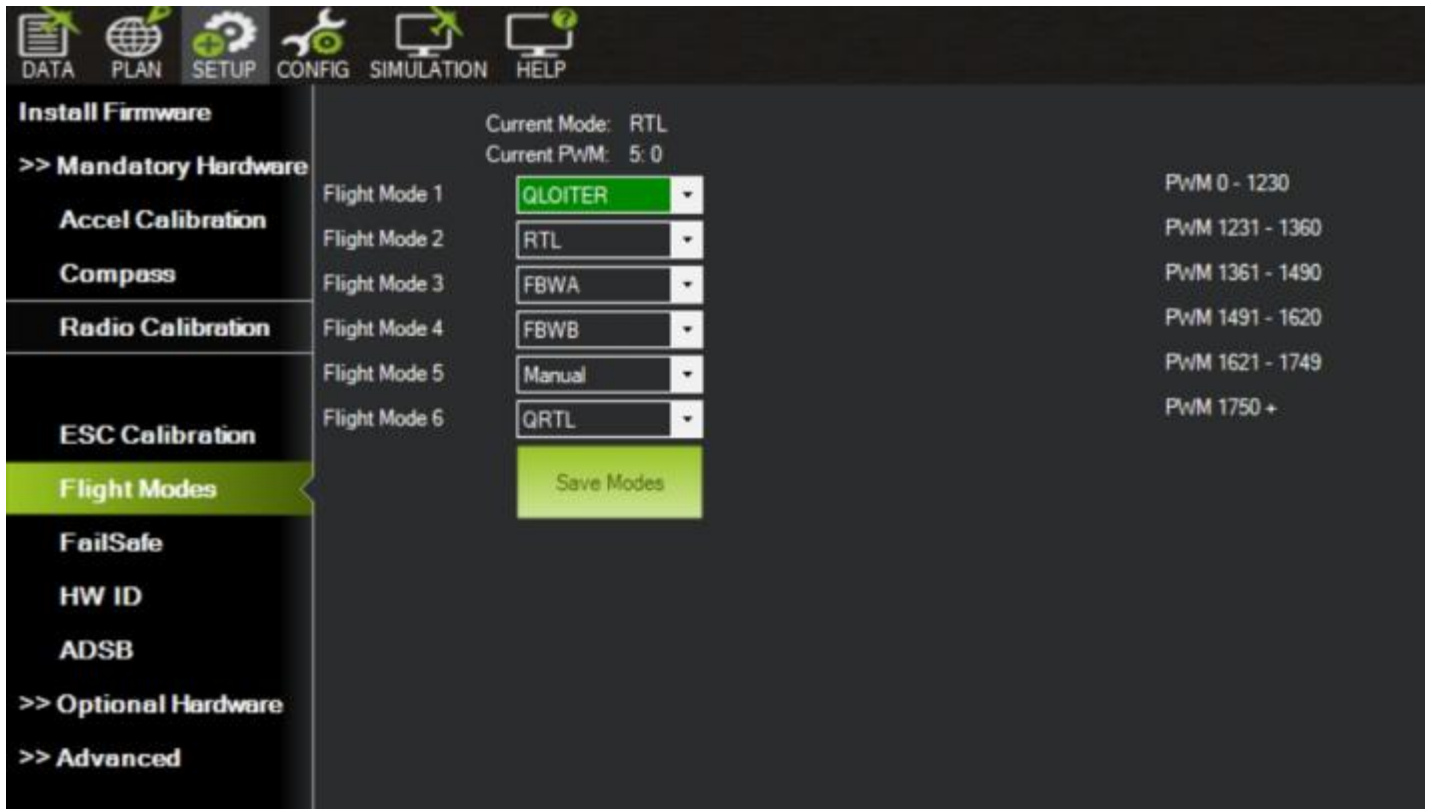 DATA PLAN SETUP CONFIG SIMULATION HELP
Install Firmware
>> Mandatory Hardware
Accel Calibration
Compass
Radio Calibration
ESC Calibration
Flight Modes
FailSafe
HW ID
ADSB
>> Optional Hardware
>> Advanced
Current Mode: RTL
Current PWM: 5: 0
Flight Mode 1 QLOITER PWM 0 - 1230
Flight Mode 2 RTL PWM 1231 - 1360
Flight Mode 3 FBWA PWM 1361 - 1490
Flight Mode 4 FBWB PWM 1491 - 1620
Flight Mode 5 Manual PWM 1621 - 1749
Flight Mode 6 QRTL PWM 1750 +
Save Modes